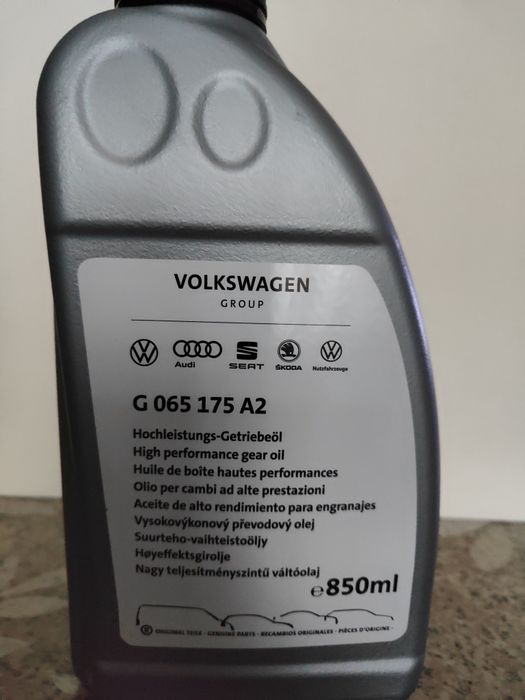 VOLKSWAGEN
GROUP
Audi SEAT ŠKODA Nutzfahrzeuge
G 065 175 A2
Hochleistungs-Getriebeöl
High performance gear oil
Huile de boîte hautes performances
Olio per cambi ad alte prestazioni
Aceite de alto rendimiento para engranajes
Vysokovýkonový převodový olej
Suurteho-vaihteistoöljy
Høyeffektsgirolje
Nagy teljesítményszintű váltóolaj
℮850ml
® ORIGINAL TEILE · GENUINE PARTS · RECAMBIOS ORIGINALES · PIÈCES D'ORIGINE ·